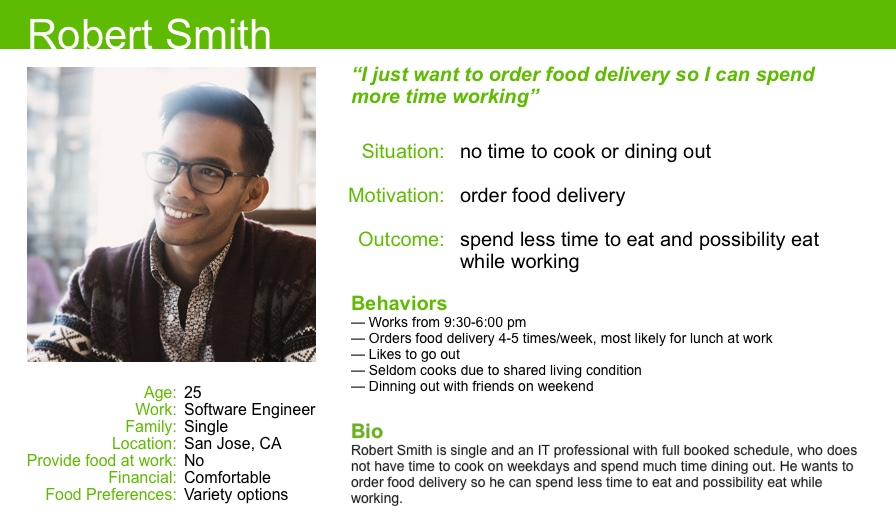 Robert Smith
“I just want to order food delivery so I can spend
more time working”
Situation: no time to cook or dining out
Motivation: order food delivery
Outcome: spend less time to eat and possibility eat
while working
Behaviors
— Works from 9:30-6:00 pm
— Orders food delivery 4-5 times/week, most likely for lunch at work
— Likes to go out
— Seldom cooks due to shared living condition
— Dinning out with friends on weekend
Age: 25
Work: Software Engineer
Family: Single
Location: San Jose, CA
Provide food at work: No
Financial: Comfortable
Food Preferences: Variety options
Bio
Robert Smith is single and an IT professional with full booked schedule, who does
not have time to cook on weekdays and spend much time dining out. He wants to
order food delivery so he can spend less time to eat and possibility eat while
working.